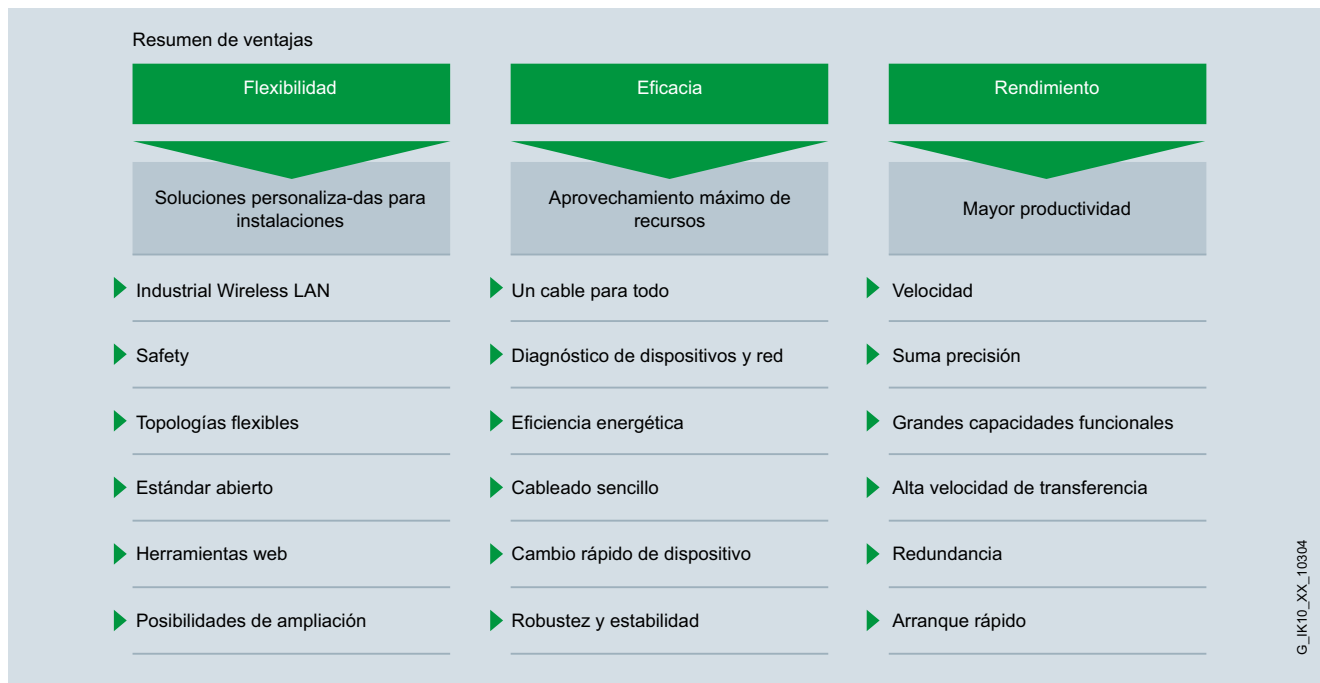 Resumen de ventajas
Flexibilidad
Soluciones personaliza-das para
instalaciones
Industrial Wireless LAN
Safety
Topologías flexibles
Estándar abierto
Herramientas web
Posibilidades de ampliación
Eficacia
Aprovechamiento máximo de
recursos
Un cable para todo
Diagnóstico de dispositivos y red
Eficiencia energética
Cableado sencillo
Cambio rápido de dispositivo
Robustez y estabilidad
Rendimiento
Mayor productividad
Velocidad
Suma precisión
Grandes capacidades funcionales
Alta velocidad de transferencia
Redundancia
Arranque rápido
G_IK10_XX_10304